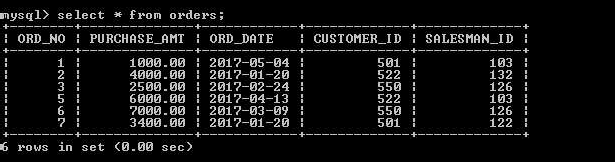 mysql> select * from orders;
ORD_NO | PURCHASE_AMT | ORD_DATE | CUSTOMER_ID | SALESMAN_ID
1 | 1000.00 | 2017-05-04 | 501 | 103
2 | 4000.00 | 2017-01-20 | 522 | 132
3 | 2500.00 | 2017-02-24 | 550 | 126
5 | 6000.00 | 2017-04-13 | 522 | 103
6 | 7000.00 | 2017-03-09 | 550 | 126
7 | 3400.00 | 2017-01-20 | 501 | 122
6 rows in set (0.00 sec)